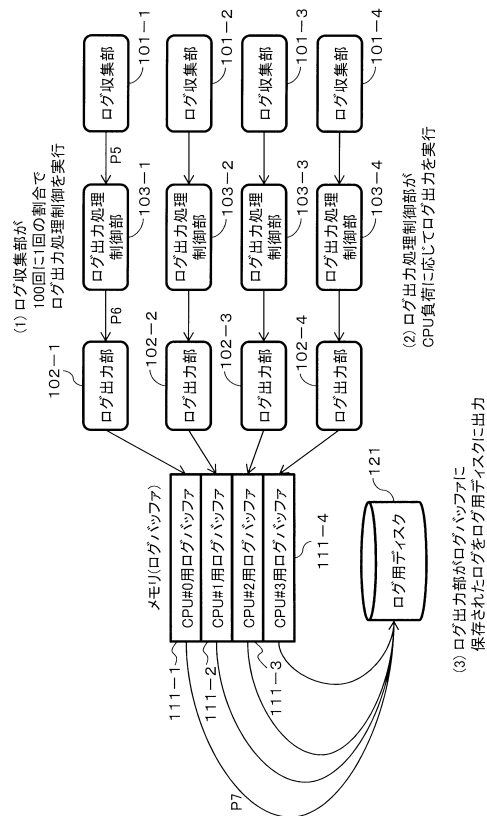 (1) ログ収集部が
100回に1回の割合で
ログ出力処理制御を実行
102-1
P6
103-1
P5
101-1
ログ出力部
ログ出力処理
制御部
ログ収集部
102-2
103-2
101-2
ログ出力部
ログ出力処理
制御部
ログ収集部
102-3
103-3
101-3
ログ出力部
ログ出力処理
制御部
ログ収集部
102-4
103-4
101-4
ログ出力部
ログ出力処理
制御部
ログ収集部
(2) ログ出力処理制御部が
CPU負荷に応じてログ出力を実行
メモリ(ログバッファ)
CPU#0用ログバッファ
CPU#1用ログバッファ
CPU#2用ログバッファ
CPU#3用ログバッファ
111-1
111-2
111-3
111-4
P7
121
ログ用ディスク
(3) ログ出力部がログバッファに
保存されたログをログ用ディスクに出力